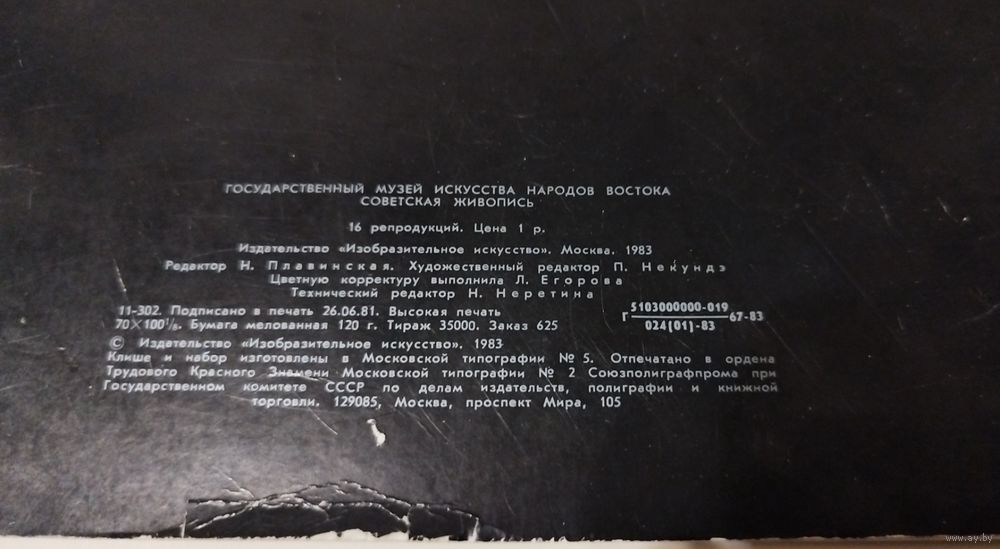 ГОСУДАРСТВЕННЫЙ МУЗЕЙ ИСКУССТВА НАРОДОВ ВОСТОКА
СОВЕТСКАЯ ЖИВОПИСЬ
16 репродукций. Цена 1 р.
Издательство «Изобразительное искусство». Москва. 1983
Редактор Н. Плавинская. Художественный редактор П. Некундэ
Цветную корректуру выполнила Л. Егорова
Технический редактор Н. Неретина
11-302. Подписано в печать 26.06.81. Высокая печать
70×100⅛. Бумага мелованная 120 г. Тираж 35000. Заказ 625
Г 5103000000-019 67-83
024(01)-83
© Издательство «Изобразительное искусство». 1983
Клише и набор изготовлены в Московской типографии № 5. Отпечатано в ордена
Трудового Красного Знамени Московской типографии № 2 Союзполиграфпрома при
Государственном комитете СССР по делам издательств, полиграфии и книжной
торговли. 129085, Москва, проспект Мира, 105
www.ay.by